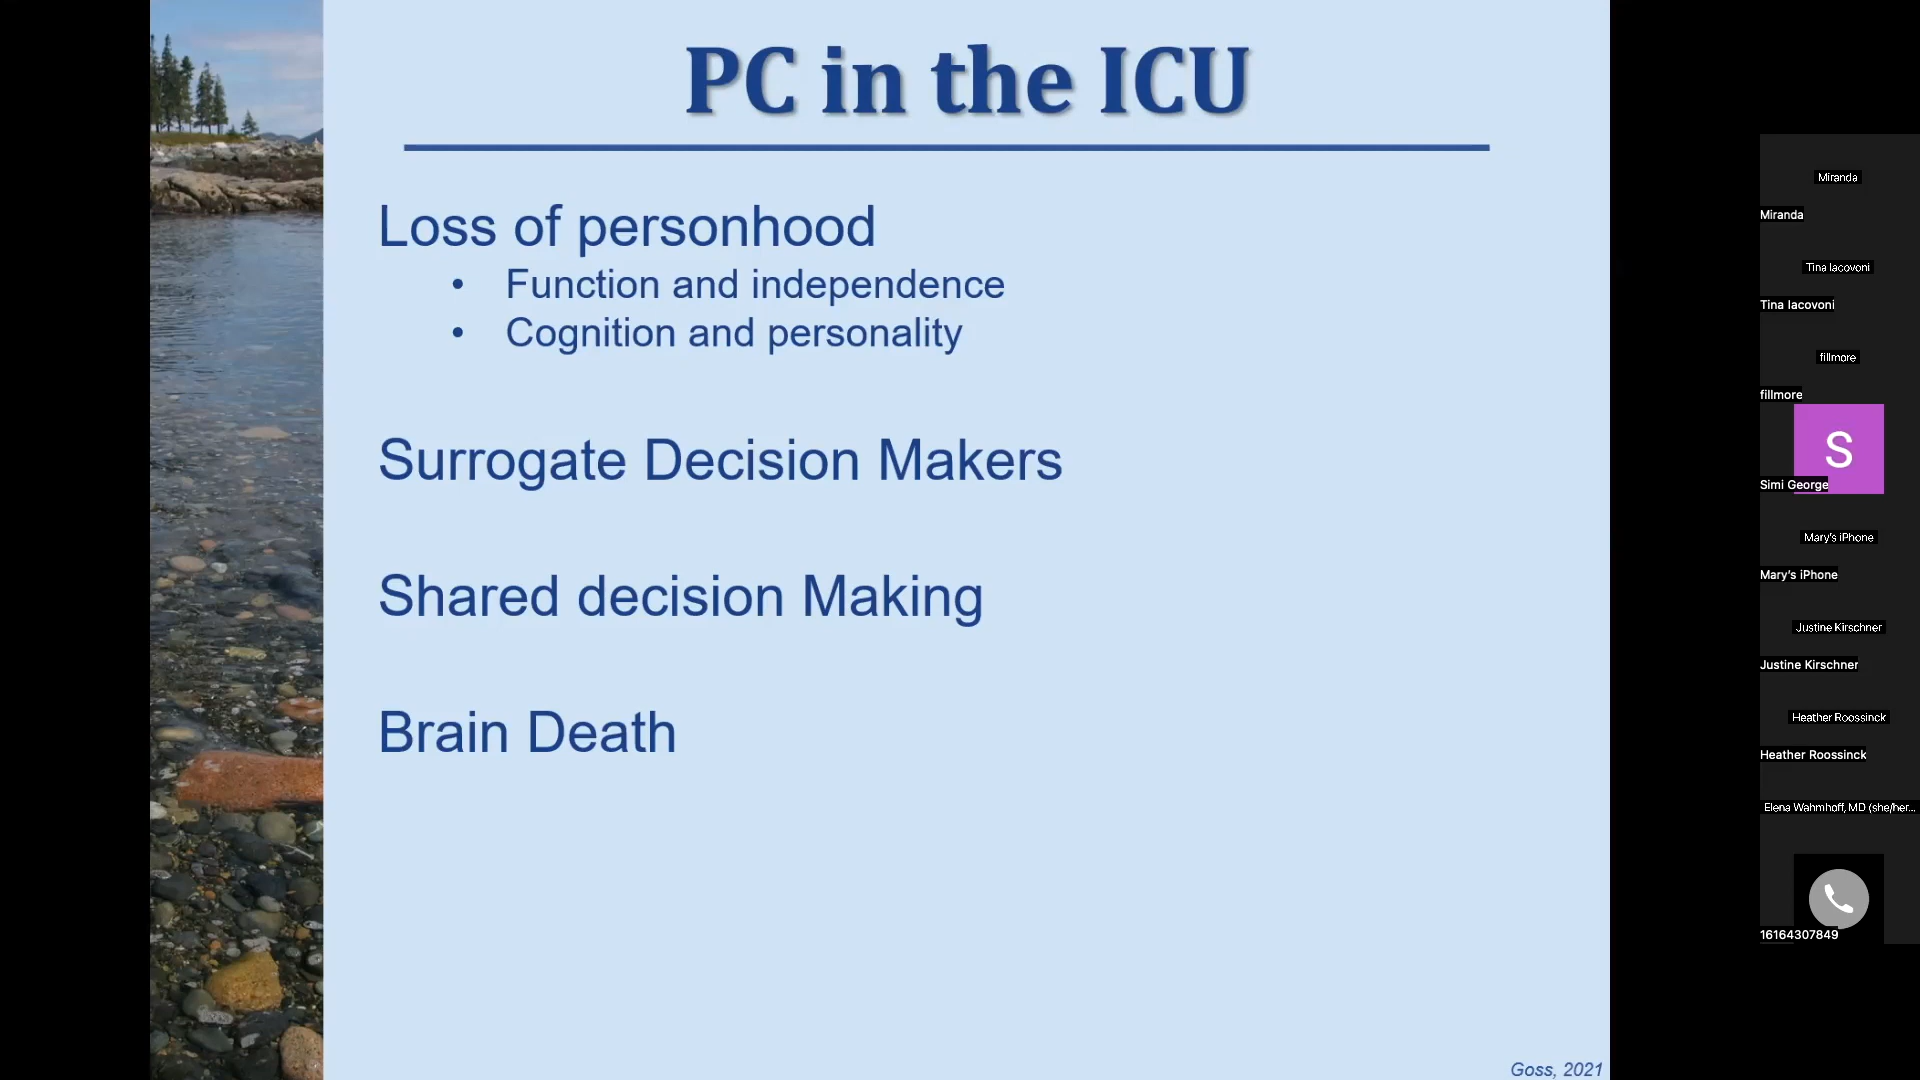 PC in the ICU
Loss of personhood
• Function and independence
• Cognition and personality
Surrogate Decision Makers
Shared decision Making
Brain Death
Goss, 2021
Miranda
Miranda
Tina Iacovoni
Tina Iacovoni
fillmore
fillmore
S
Simi George
Mary's iPhone
Mary's iPhone
Justine Kirschner
Justine Kirschner
Heather Roossinck
Heather Roossinck
Elena Wahmhoff, MD (she/her...
16164307849